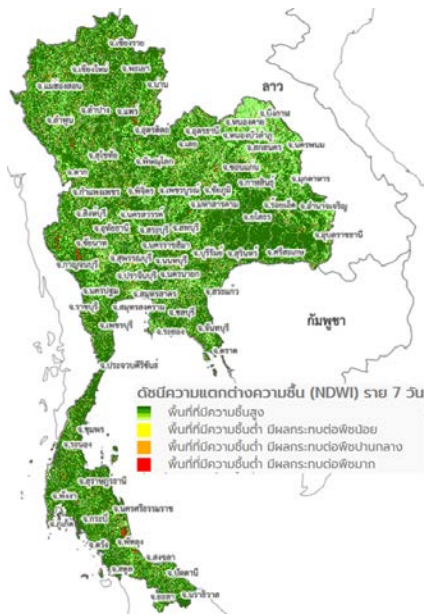 จ.เชียงราย
จ.เชียงใหม่
จ.พะเยา
จ.แม่ฮ่องสอน
จ.น่าน
จ.ลำปาง
จ.แพร่
จ.ลำพูน
จ.อุตรดิตถ์
ลาว
จ.บึงกาฬ
จ.หนองคาย
จ.อุดรธานี
จ.เลย
จ.หนองบัวลำภู
จ.สกลนคร
จ.นครพนม
จ.สุโขทัย
จ.พิษณุโลก
จ.ตาก
จ.ขอนแก่น
จ.กาฬสินธุ์
จ.มุกดาหาร
จ.กำแพงเพชร
จ.พิจิตร
จ.เพชรบูรณ์
จ.ชัยภูมิ
จ.มหาสารคาม
จ.ร้อยเอ็ด
จ.อำนาจเจริญ
จ.ยโสธร
จ.สิงห์บุรี
จ.นครสวรรค์
จ.อุทัยธานี
จ.สระบุรี
จ.ลพบุรี
จ.อุบลราชธานี
จ.ชัยนาท
จ.นครราชสีมา
จ.บุรีรัมย์
จ.สุรินทร์
จ.ศรีสะเกษ
จ.สุพรรณบุรี
จ.นนทบุรี
จ.กาญจนบุรี
จ.ปราจีนบุรี
จ.นครนายก
จ.นครปฐม
จ.สมุทรสาคร
จ.สระแก้ว
จ.ราชบุรี
จ.สมุทรสงคราม
จ.ชลบุรี
จ.เพชรบุรี
จ.ระยอง
จ.จันทบุรี
จ.ตราด
กัมพูชา
จ.ประจวบคีรีขันธ์
ดัชนีความแตกต่างความชื้น (NDWI) ราย 7 วัน
พื้นที่ที่มีความชื้นสูง
พื้นที่ที่มีความชื้นต่ำ มีผลกระทบต่อพืชน้อย
พื้นที่ที่มีความชื้นต่ำ มีผลกระทบต่อพืชปานกลาง
พื้นที่ที่มีความชื้นต่ำ มีผลกระทบต่อพืชมาก
จ.ชุมพร
จ.ระนอง
จ.สุราษฎร์ธานี
จ.พังงา
จ.นครศรีธรรมราช
จ.ภูเก็ต
จ.กระบี่
จ.ตรัง
จ.พัทลุง
จ.สงขลา
จ.สตูล
จ.ปัตตานี
จ.ยะลา
จ.นราธิวาส